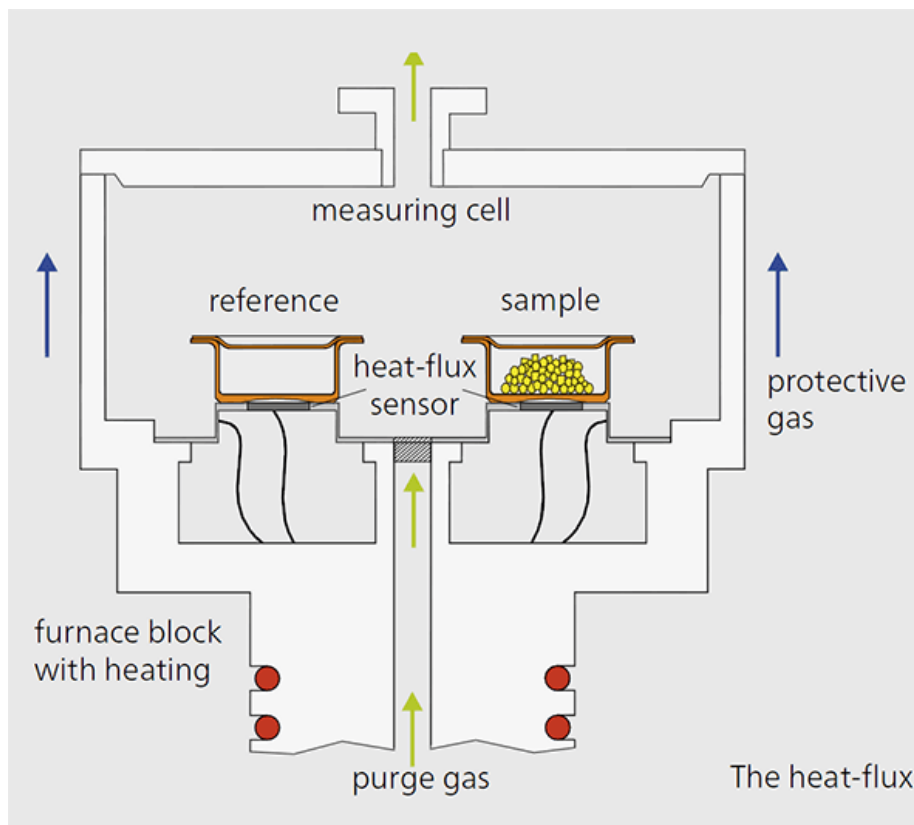 measuring cell
reference
sample
heat-flux
sensor
protective
gas
furnace block
with heating
purge gas
The heat-flux